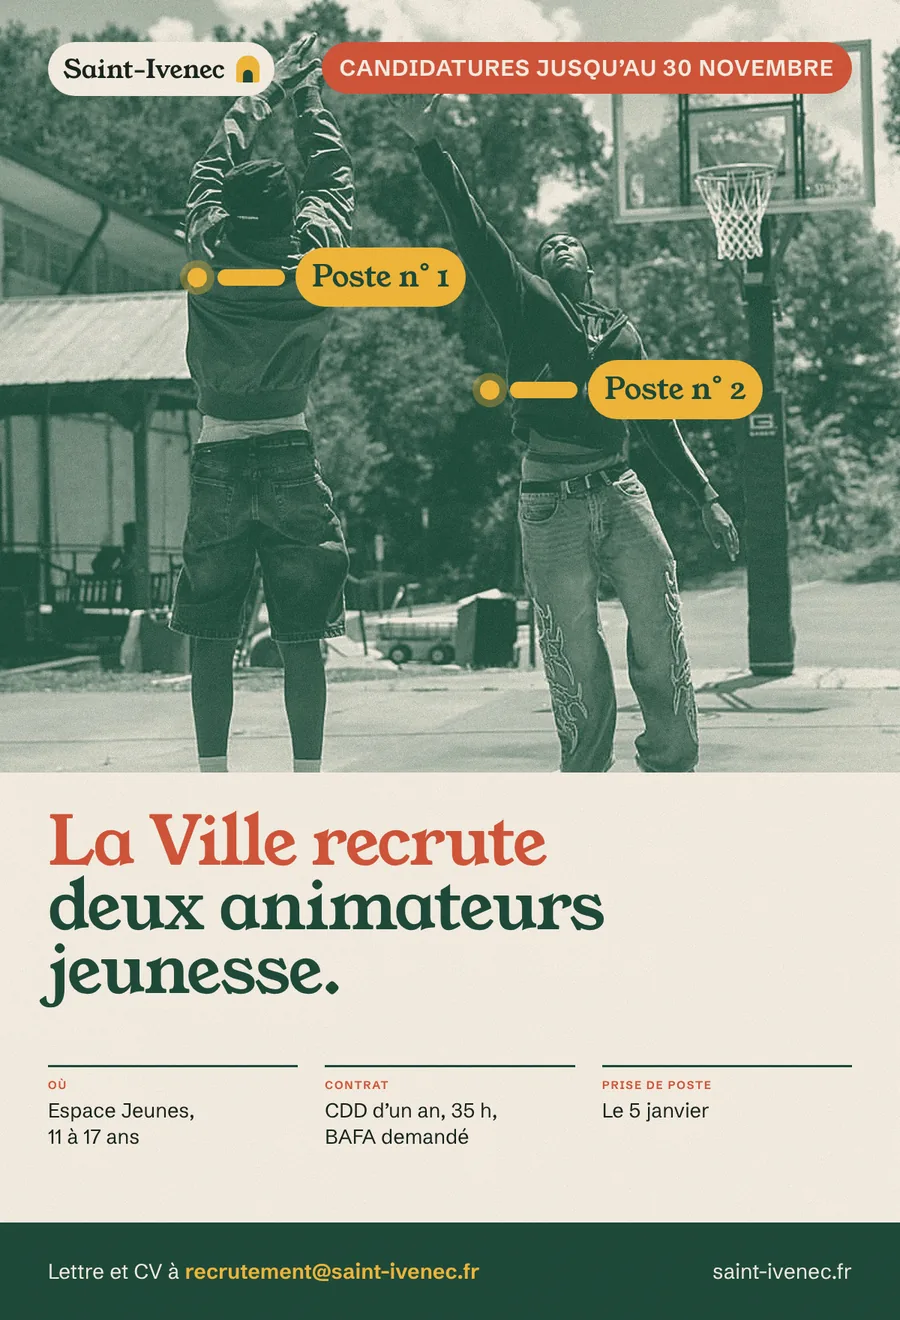 Saint-Ivenec
CANDIDATURES JUSQU’AU 30 NOVEMBRE
Poste n° 1
Poste n° 2
G
La Ville recrute
deux animateurs
jeunesse.
OÙ
Espace Jeunes,
11 à 17 ans
CONTRAT
CDD d’un an, 35 h,
BAFA demandé
PRISE DE POSTE
Le 5 janvier
Lettre et CV à recrutement@saint-ivenec.fr
saint-ivenec.fr